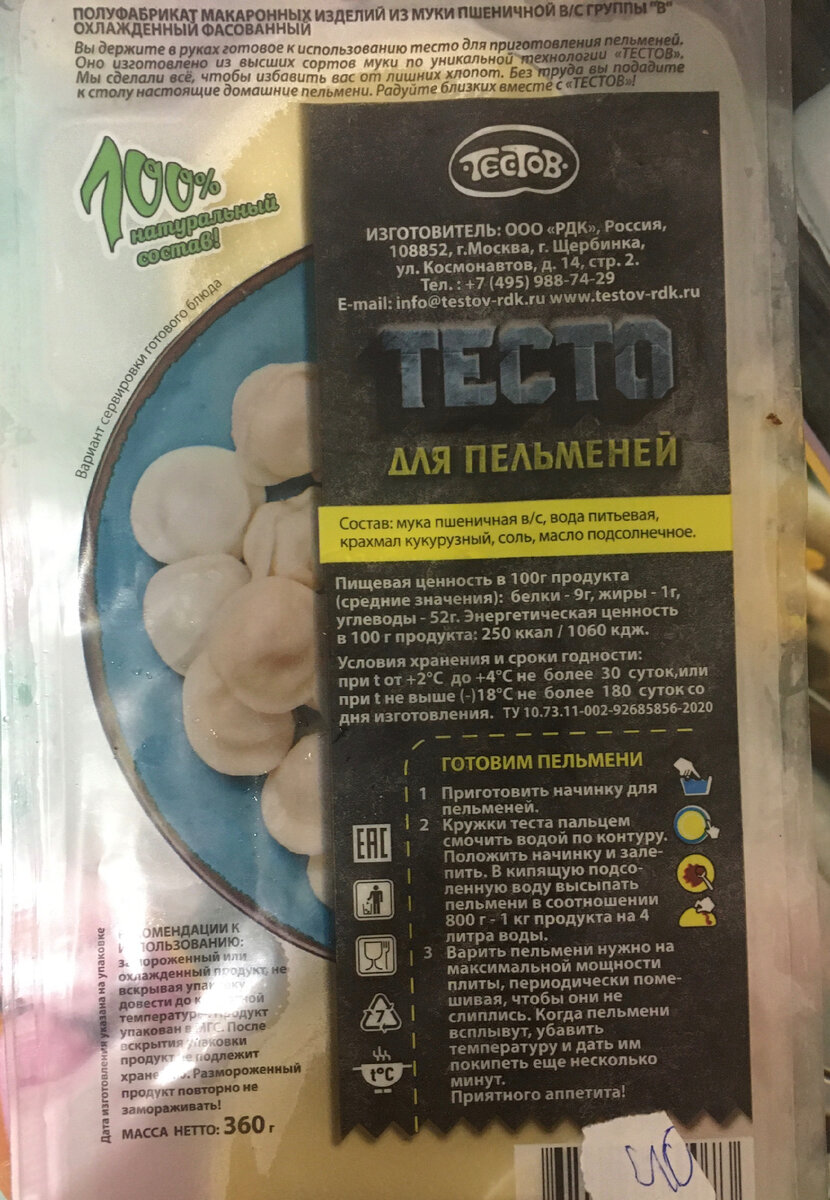 ПОЛУФАБРИКАТ МАКАРОННЫХ ИЗДЕЛИЙ ИЗ МУКИ ПШЕНИЧНОЙ В/С ГРУППЫ "В"
ОХЛАЖДЕННЫЙ ФАСОВАННЫЙ
Вы держите в руках готовое к использованию тесто для приготовления пельменей.
Оно изготовлено из высших сортов муки по уникальной технологии «ТЕСТОВ».
Мы сделали всё, чтобы избавить вас от лишних хлопот. Без труда вы подадите
к столу настоящие домашние пельмени. Радуйте близких вместе с «ТЕСТОВ»!
100%
натуральный
состав!
Вариант сервировки готового блюда
•ТЕСТОВ•
ИЗГОТОВИТЕЛЬ: ООО «РДК», Россия,
108852, г.Москва, г. Щербинка,
ул. Космонавтов, д. 14, стр. 2.
Тел. : +7 (495) 988-74-29
E-mail: info@testov-rdk.ru www.testov-rdk.ru
ТЕСТО
ДЛЯ ПЕЛЬМЕНЕЙ
Состав: мука пшеничная в/с, вода питьевая,
крахмал кукурузный, соль, масло подсолнечное.
Пищевая ценность в 100г продукта
(средние значения): белки - 9г, жиры - 1г,
углеводы - 52г. Энергетическая ценность
в 100 г продукта: 250 ккал / 1060 кдж.
Условия хранения и сроки годности:
при t от +2°С до +4°С не более 30 суток,или
при t не выше (-)18°С не более 180 суток со
дня изготовления. ТУ 10.73.11-002-92685856-2020
ГОТОВИМ ПЕЛЬМЕНИ
1 Приготовить начинку для
пельменей.
2 Кружки теста пальцем
смочить водой по контуру.
Положить начинку и зале-
пить. В кипящую подсо-
ленную воду высыпать
пельмени в соотношении
800 г - 1 кг продукта на 4
литра воды.
3 Варить пельмени нужно на
максимальной мощности
плиты, периодически поме-
шивая, чтобы они не
слиплись. Когда пельмени
всплывут, убавить
температуру и дать им
покипеть еще несколько
минут.
Приятного аппетита!
EAC
7
t°C
Дата изготовления указана на упаковке
РЕКОМЕНДАЦИИ К
ИСПОЛЬЗОВАНИЮ:
замороженный или
охлажденный продукт, не
вскрывая упаковку
довести до комнатной
температуры. Продукт
упакован в МГС. После
вскрытия упаковки
продукт не подлежит
хранению. Размороженный
продукт повторно не
замораживать!
МАССА НЕТТО: 360 г